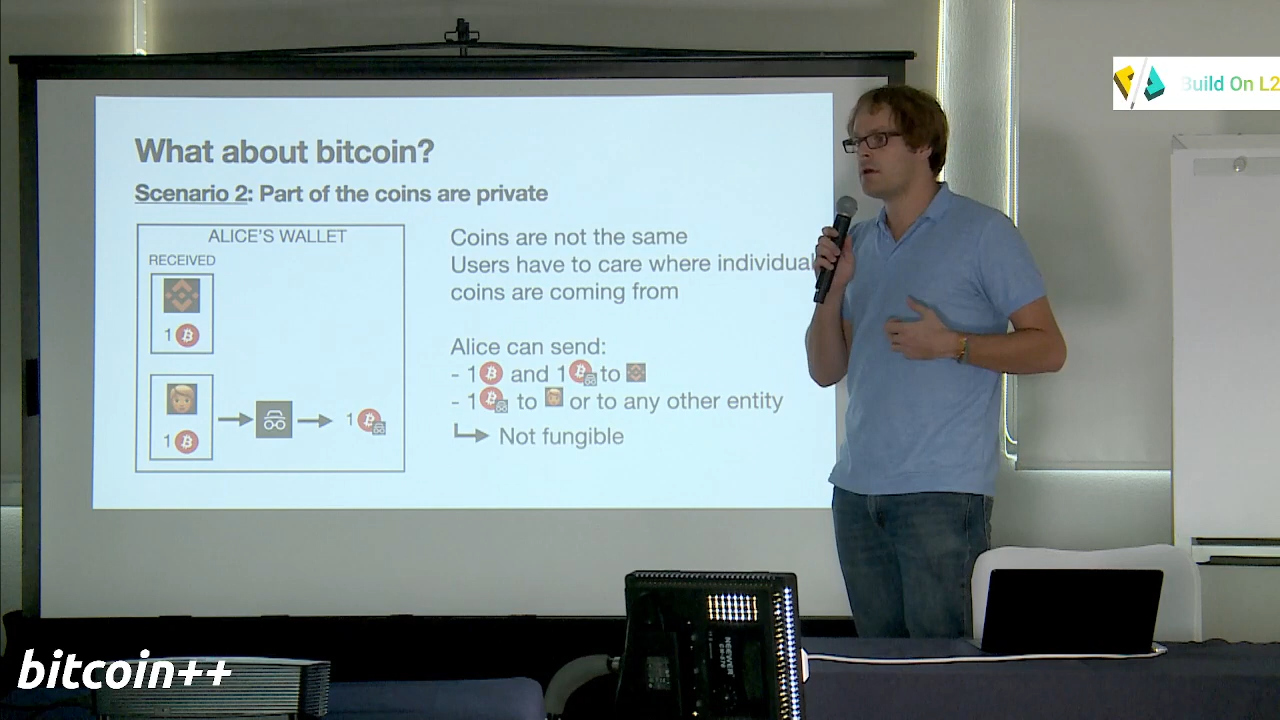 What about bitcoin?
Scenario 2: Part of the coins are private
ALICE'S WALLET
RECEIVED
1
1
1
Coins are not the same
Users have to care where individual
coins are coming from
Alice can send:
- 1 and 1 to
- 1 to or to any other entity
Not fungible
Build On L2
NEEWER
bitcoin++